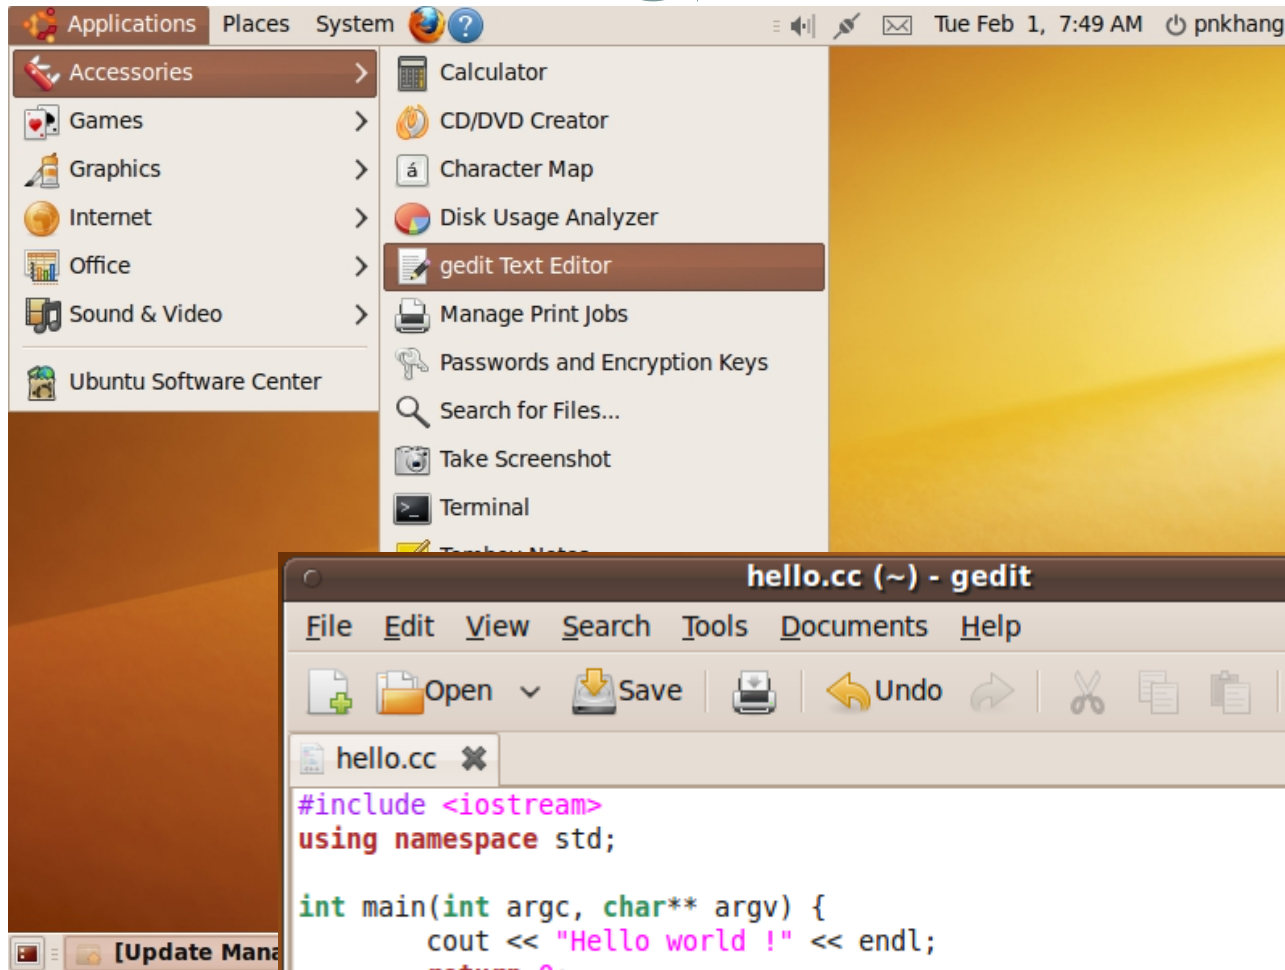 Applications Places System Tue Feb 1, 7:49 AM pnkhang
Accessories
Games
Graphics
Internet
Office
Sound & Video
Ubuntu Software Center
Calculator
CD/DVD Creator
á Character Map
Disk Usage Analyzer
gedit Text Editor
Manage Print Jobs
Passwords and Encryption Keys
Search for Files...
Take Screenshot
Terminal
Tomboy Notes
hello.cc (~) - gedit
File Edit View Search Tools Documents Help
Open Save Undo
hello.cc
#include <iostream>
using namespace std;
int main(int argc, char** argv) {
cout << "Hello world !" << endl;
return 0;
[Update Mana